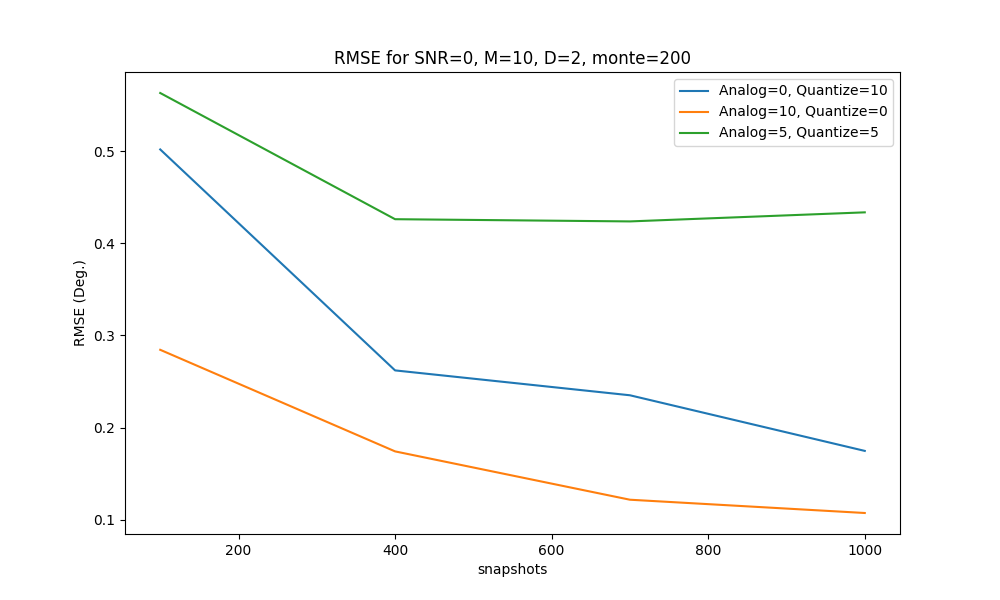 RMSE for SNR=0, M=10, D=2, monte=200
Analog=0, Quantize=10
Analog=10, Quantize=0
Analog=5, Quantize=5
RMSE (Deg.)
0.5
0.4
0.3
0.2
0.1
200 400 600 800 1000
snapshots